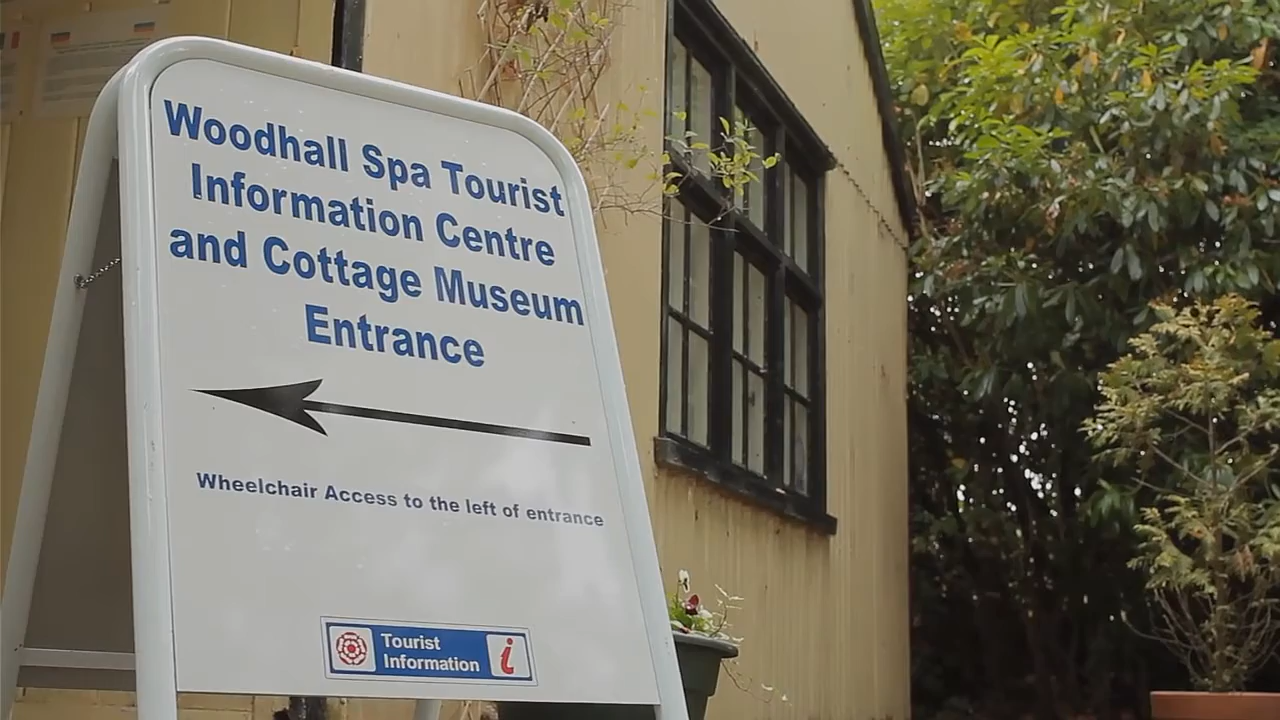 Woodhall Spa Tourist
Information Centre
and Cottage Museum
Entrance
Wheelchair Access to the left of entrance
Tourist
Information
i